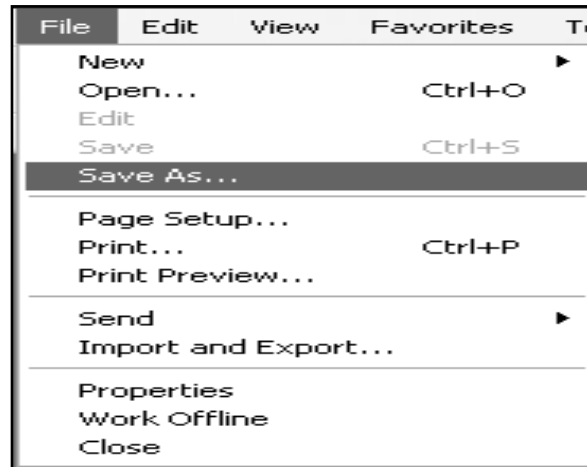 File Edit View Favorites
New
Open... Ctrl+O
Edit
Save Ctrl+S
Save As...
Page Setup...
Print... Ctrl+P
Print Preview...
Send
Import and Export...
Properties
Work Offline
Close